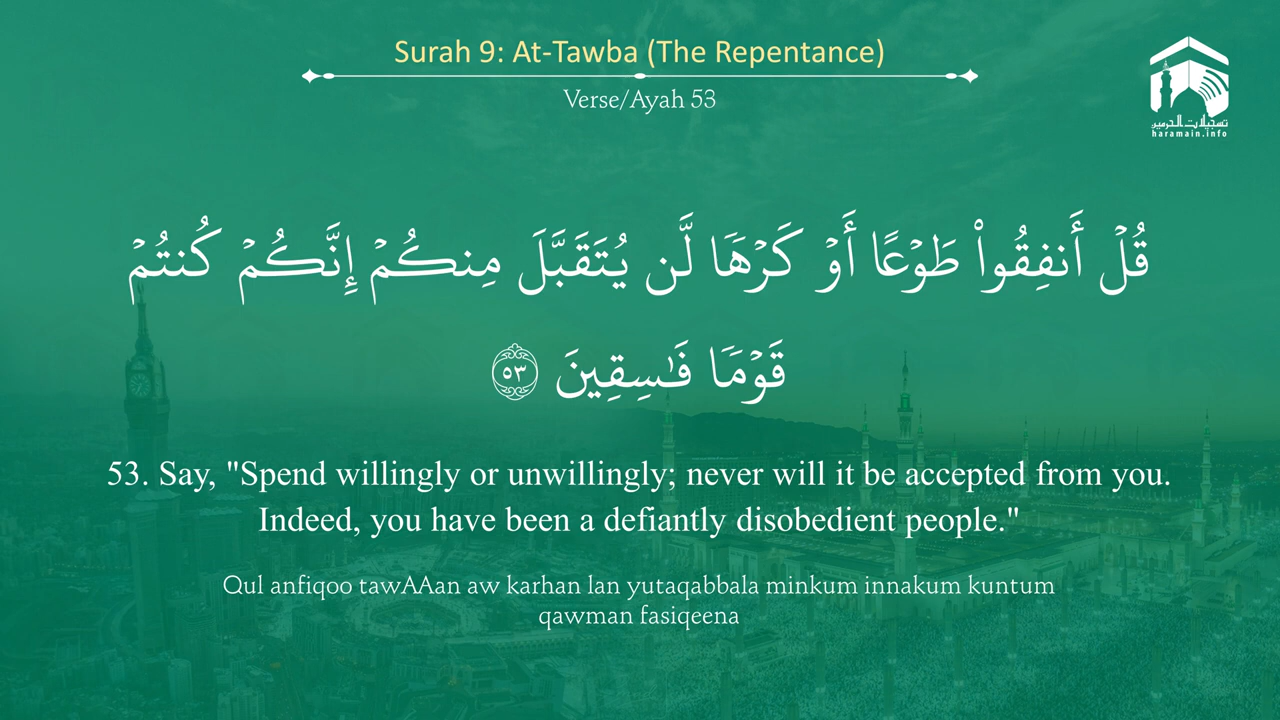 Surah 9: At-Tawba (The Repentance)
Verse/Ayah 53
تسجيلات الحرمين
haramain.info
قُلۡ أَنفِقُواْ طَوۡعًا أَوۡ كَرۡهٗا لَّن يُتَقَبَّلَ مِنكُمۡ إِنَّكُمۡ كُنتُمۡ
قَوۡمٗا فَٰسِقِينَ ٥٣
53. Say, "Spend willingly or unwillingly; never will it be accepted from you.
Indeed, you have been a defiantly disobedient people."
Qul anfiqoo tawAAan aw karhan lan yutaqabbala minkum innakum kuntum
qawman fasiqeena